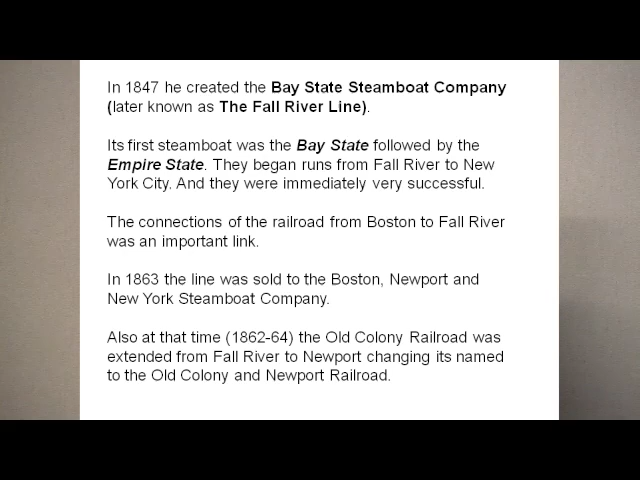 In 1847 he created the Bay State Steamboat Company
(later known as The Fall River Line).
Its first steamboat was the Bay State followed by the
Empire State. They began runs from Fall River to New
York City. And they were immediately very successful.
The connections of the railroad from Boston to Fall River
was an important link.
In 1863 the line was sold to the Boston, Newport and
New York Steamboat Company.
Also at that time (1862-64) the Old Colony Railroad was
extended from Fall River to Newport changing its named
to the Old Colony and Newport Railroad.